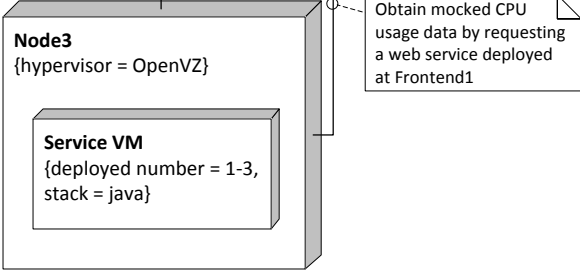 Node3
{hypervisor = OpenVZ}
Service VM
{deployed number = 1-3,
stack = java}
Obtain mocked CPU
usage data by requesting
a web service deployed
at Frontend1